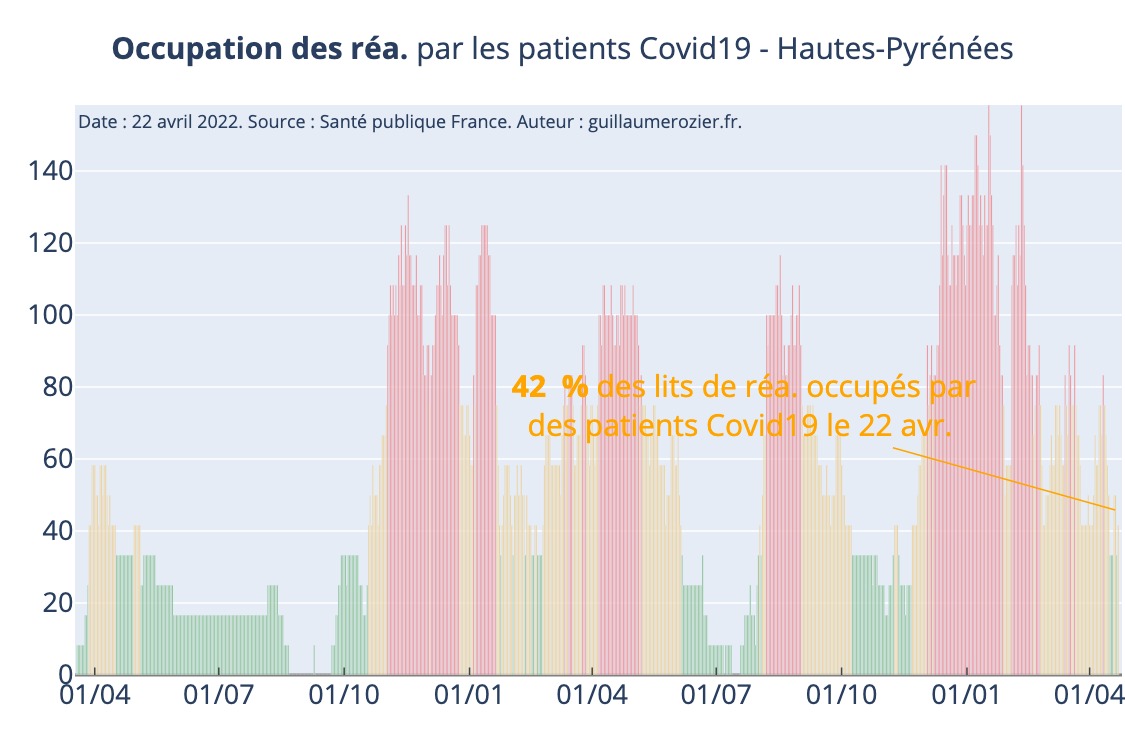 Occupation des réa. par les patients Covid19 - Hautes-Pyrénées
Date : 22 avril 2022. Source : Santé publique France. Auteur : guillaumerozier.fr.
140
120
100
80
60
40
20
0
42 % des lits de réa. occupés par
des patients Covid19 le 22 avr.
01/04 01/07 01/10 01/01 01/04 01/07 01/10 01/01 01/04